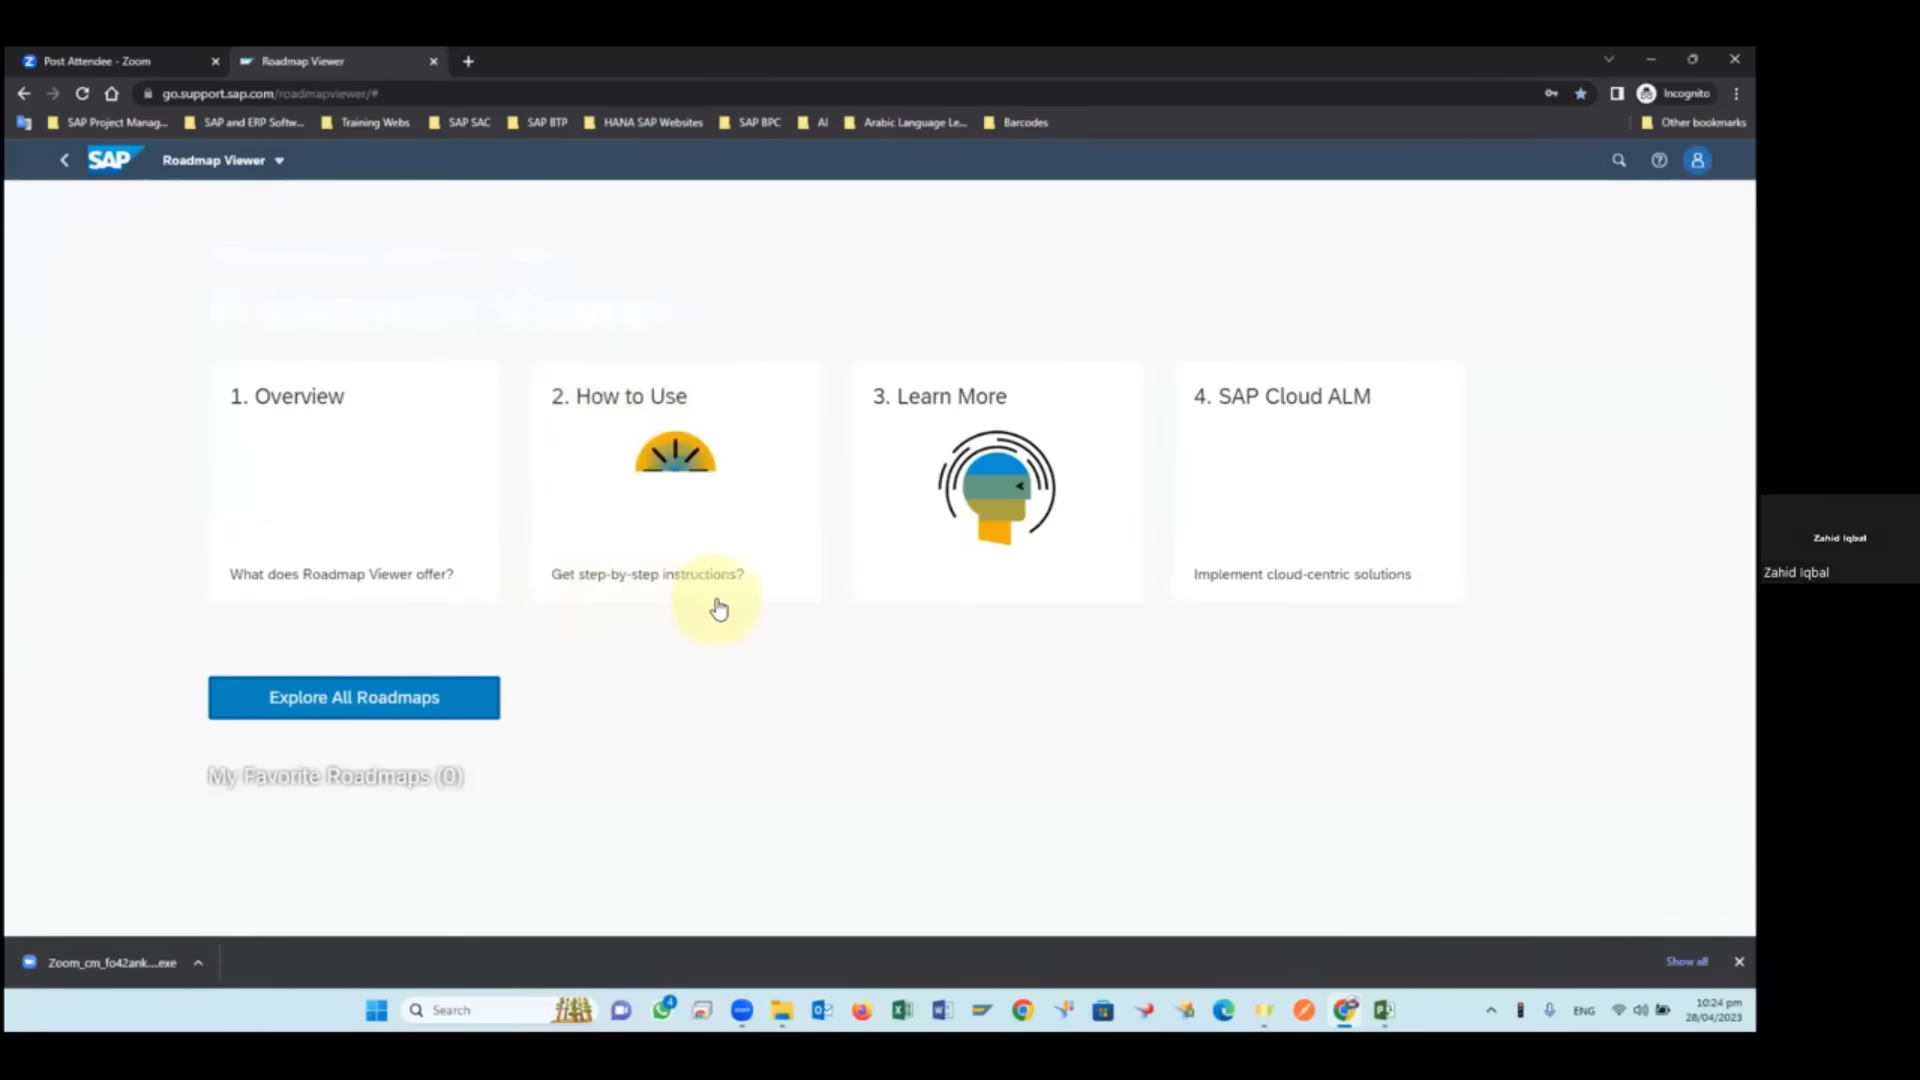 Post Attendee - Zoom
Roadmap Viewer
go.support.sap.com/roadmapviewer/#
Incognito
SAP Project Manag...
SAP and ERP Softw...
Training Webs
SAP SAC
SAP BTP
HANA SAP Websites
SAP BPC
AI
Arabic Language Le...
Barcodes
Other bookmarks
SAP
Roadmap Viewer
Roadmap Viewer
1. Overview
2. How to Use
3. Learn More
4. SAP Cloud ALM
What does Roadmap Viewer offer?
Get step-by-step instructions?
Implement cloud-centric solutions
Zahid Iqbal
Zahid Iqbal
Explore All Roadmaps
My Favorite Roadmaps (0)
Zoom_cm_fo42ank....exe
Show all
Search
4
ENG
10:24 pm
28/04/2023